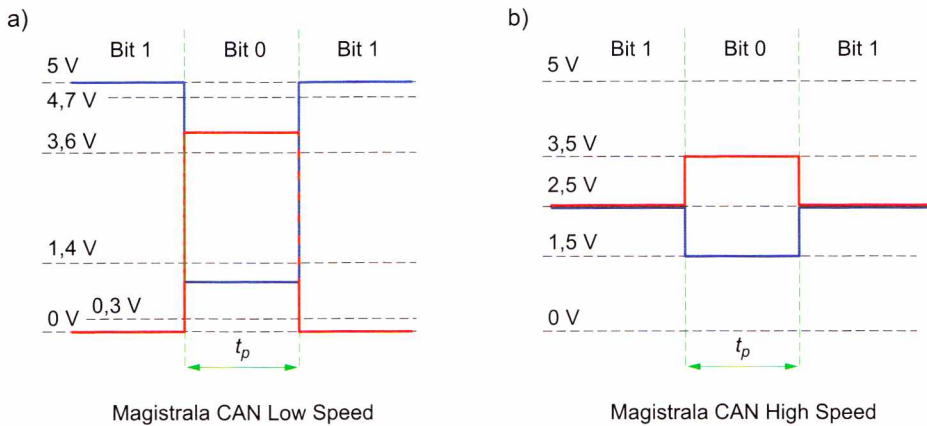 a)
Bit 1 Bit 0 Bit 1
5 V
4,7 V
3,6 V
1,4 V
0,3 V
0 V
tp
Magistrala CAN Low Speed
b)
Bit 1 Bit 0 Bit 1
5 V
3,5 V
2,5 V
1,5 V
0 V
tp
Magistrala CAN High Speed